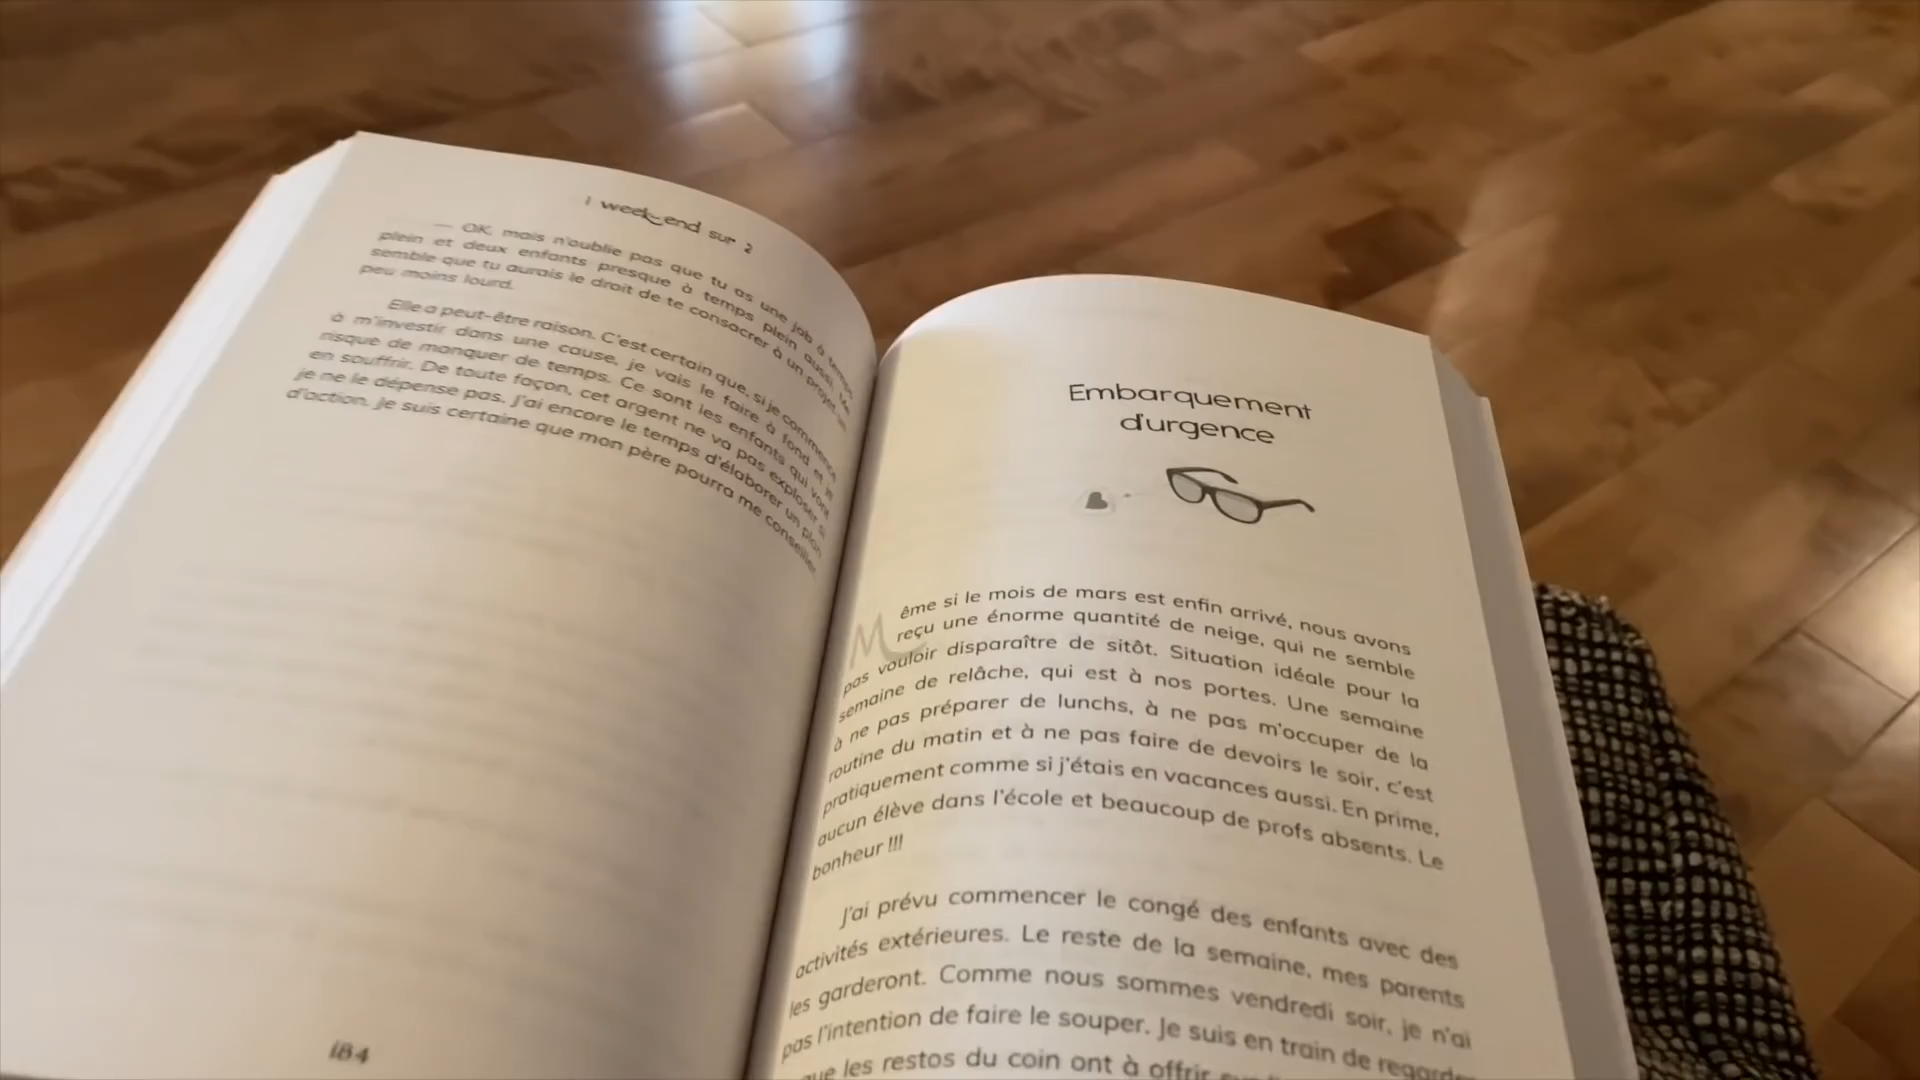 1 week-end sur 2
— OK, mais n'oublie pas que tu as une job à temps
plein et deux enfants presque à temps plein aussi. Me
semble que tu aurais le droit de te consacrer à un projet un
peu moins lourd.
Elle a peut-être raison. C'est certain que, si je commence
à m'investir dans une cause, je vais le faire à fond et je
risque de manquer de temps. Ce sont les enfants qui vont
en souffrir. De toute façon, cet argent ne va pas exploser si
je ne le dépense pas. J'ai encore le temps d'élaborer un plan
d'action. Je suis certaine que mon père pourra me conseiller.
184
Embarquement
d'urgence
Même si le mois de mars est enfin arrivé, nous avons
reçu une énorme quantité de neige, qui ne semble
pas vouloir disparaître de sitôt. Situation idéale pour la
semaine de relâche, qui est à nos portes. Une semaine
à ne pas préparer de lunchs, à ne pas m'occuper de la
routine du matin et à ne pas faire de devoirs le soir, c'est
pratiquement comme si j'étais en vacances aussi. En prime,
aucun élève dans l'école et beaucoup de profs absents. Le
bonheur !!!
J'ai prévu commencer le congé des enfants avec des
activités extérieures. Le reste de la semaine, mes parents
les garderont. Comme nous sommes vendredi soir, je n'ai
pas l'intention de faire le souper. Je suis en train de
les restos du coin ont à offrir